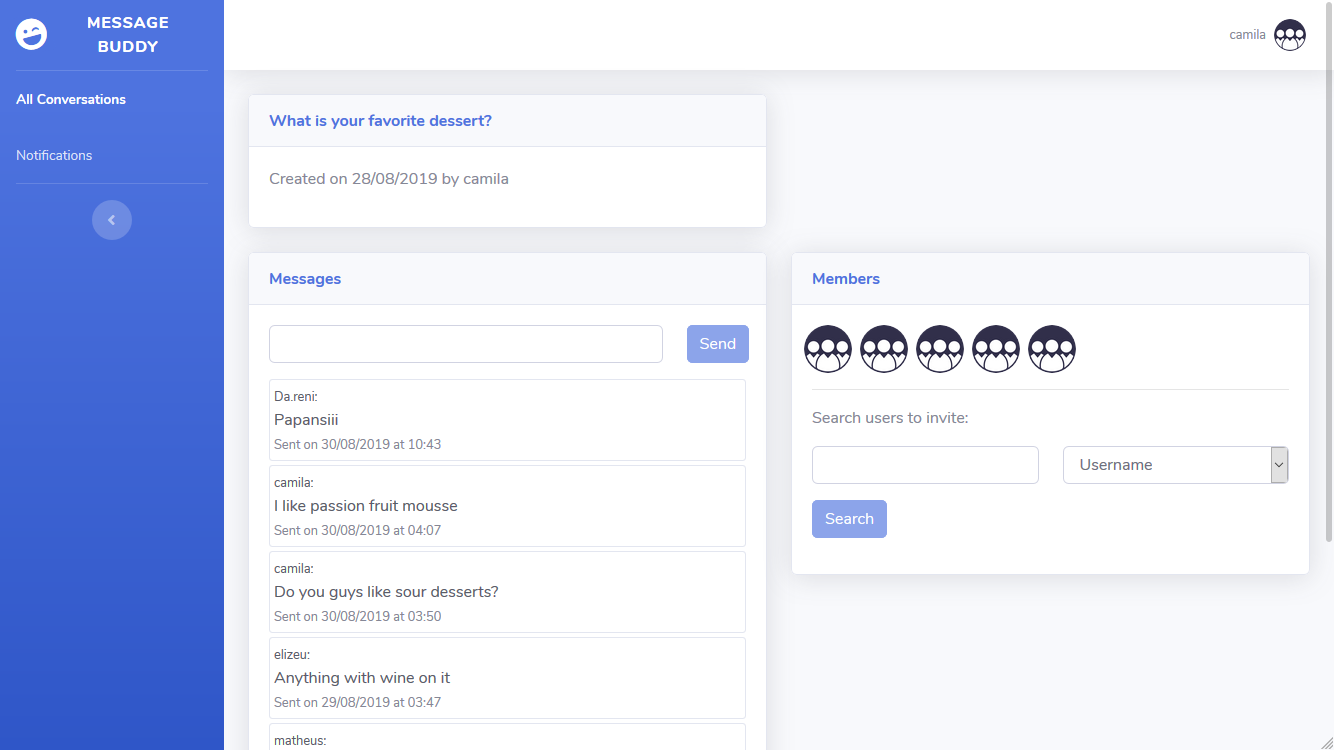 MESSAGE
BUDDY
All Conversations
Notifications
camila
What is your favorite dessert?
Created on 28/08/2019 by camila
Messages
Send
Da.reni:
Papansiii
Sent on 30/08/2019 at 10:43
camila:
I like passion fruit mousse
Sent on 30/08/2019 at 04:07
camila:
Do you guys like sour desserts?
Sent on 30/08/2019 at 03:50
elizeu:
Anything with wine on it
Sent on 29/08/2019 at 03:47
matheus:
Members
Search users to invite:
Username
Search